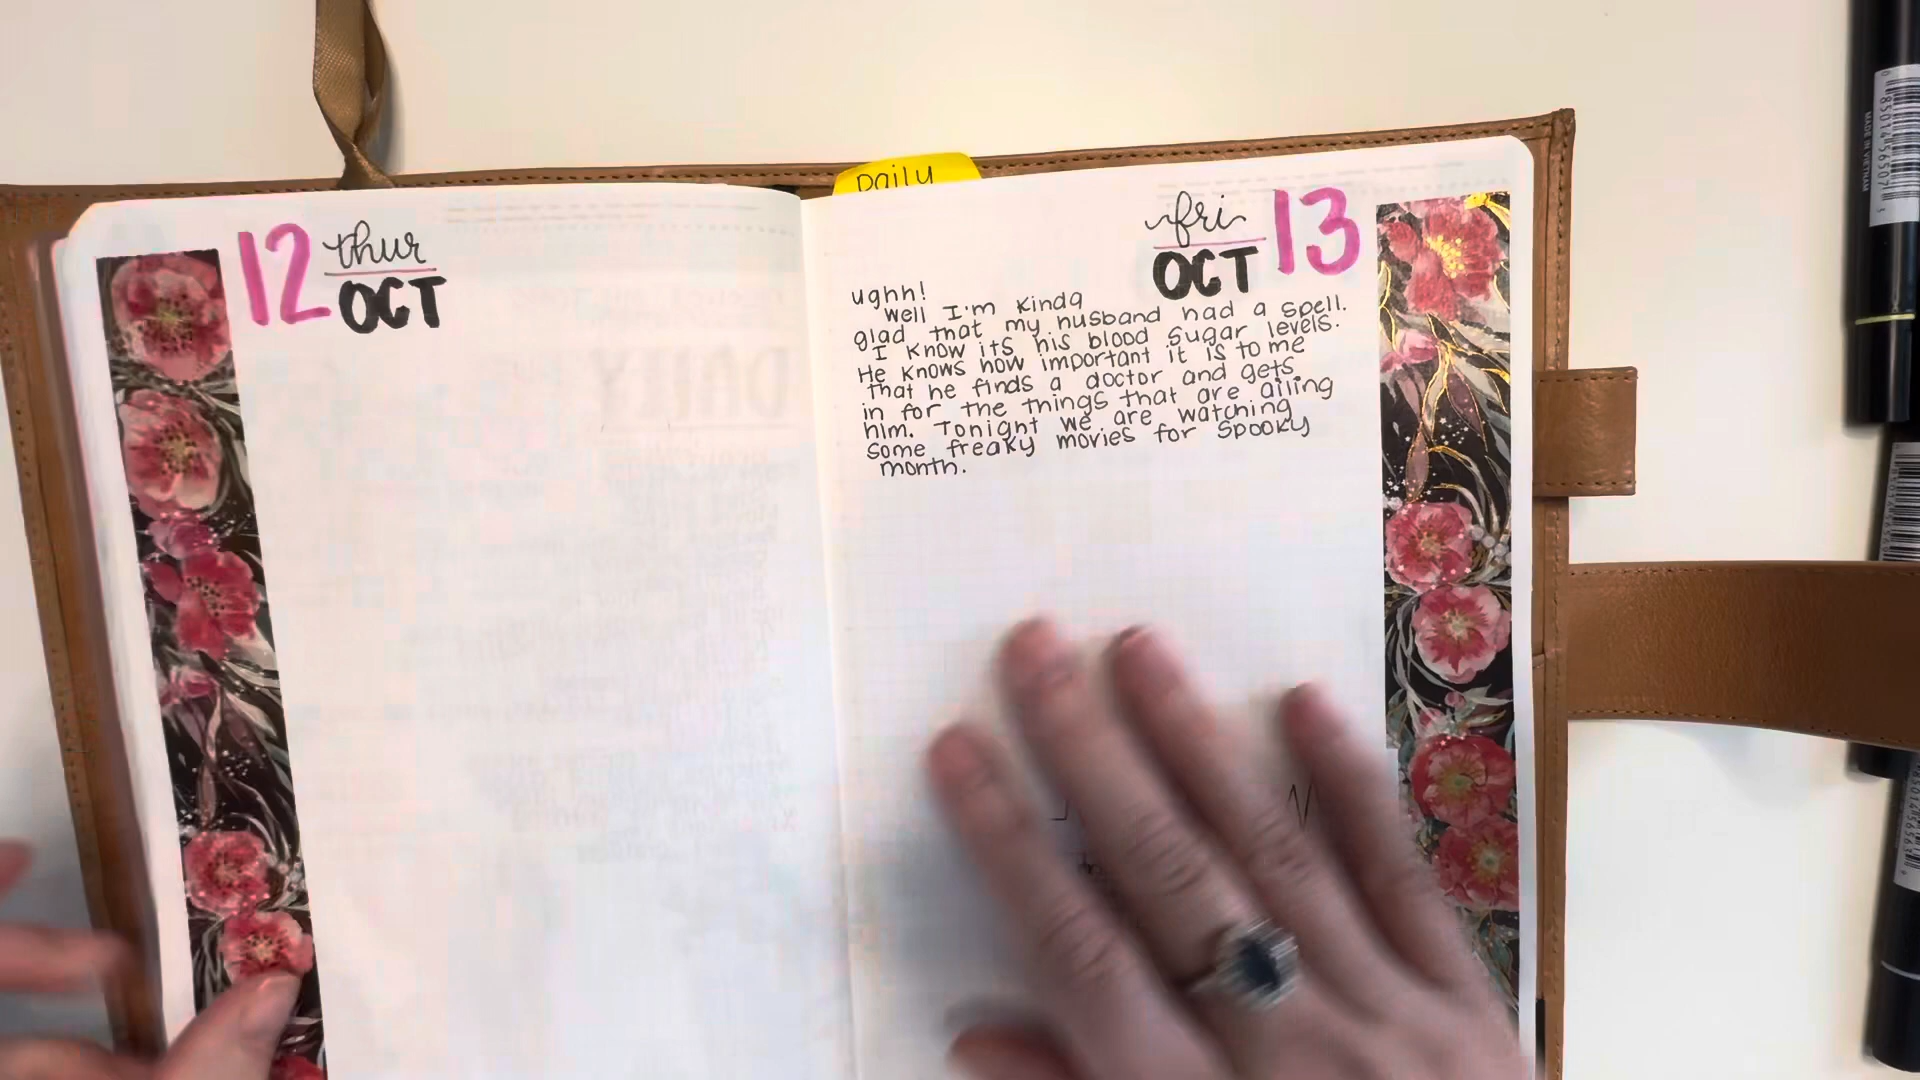 Daily
12 thur
OCT
fri 13
OCT
ughh!
Well I'm kinda
glad that my husband had a spell.
I know its his blood sugar levels.
He knows how important it is to me
that he finds a doctor and gets
in for the things that are ailing
him. Tonight we are watching
some freaky movies for spooky
month.
MADE IN VIETNAM